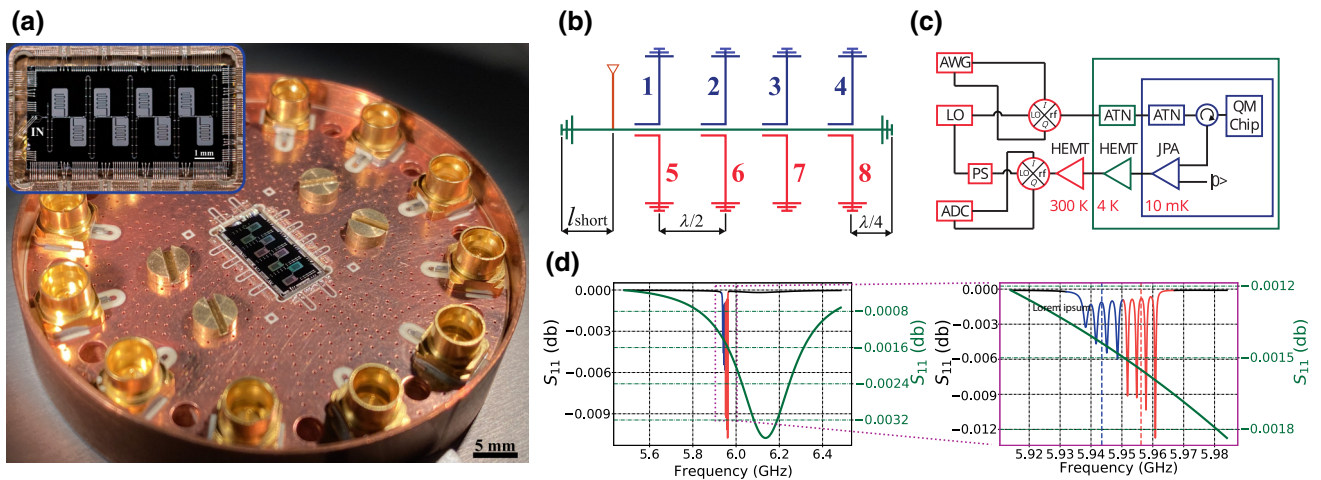 (a)
IN
1 mm
5 mm
(b)
1 2 3 4
5 6 7 8
lshort
λ/2
λ/4
(c)
AWG
LO
PS
ADC
I
LO rf
Q
I
LO rf
Q
ATN
ATN
QM
Chip
HEMT
HEMT
JPA
|0>
300 K
4 K
10 mK
(d)
0.000
−0.003
−0.006
−0.009
S11 (db)
−0.0008
−0.0016
−0.0024
−0.0032
S11 (db)
5.6 5.8 6.0 6.2 6.4
Frequency (GHz)
0.000
−0.003
−0.006
−0.009
−0.012
S11 (db)
Lorem ipsum
−0.0012
−0.0015
−0.0018
S11 (db)
5.92 5.93 5.94 5.95 5.96 5.97 5.98
Frequency (GHz)